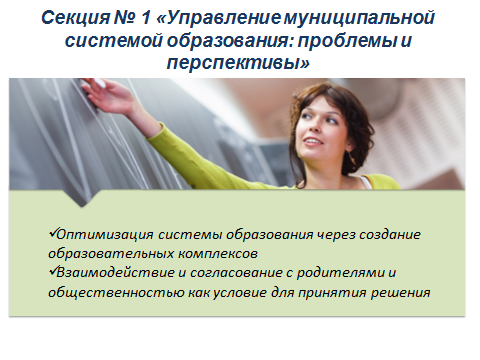 Секция № 1 «Управление муниципальной
системой образования: проблемы и
перспективы»
✓Оптимизация системы образования через создание
образовательных комплексов
✓Взаимодействие и согласование с родителями и
общественностью как условие для принятия решения